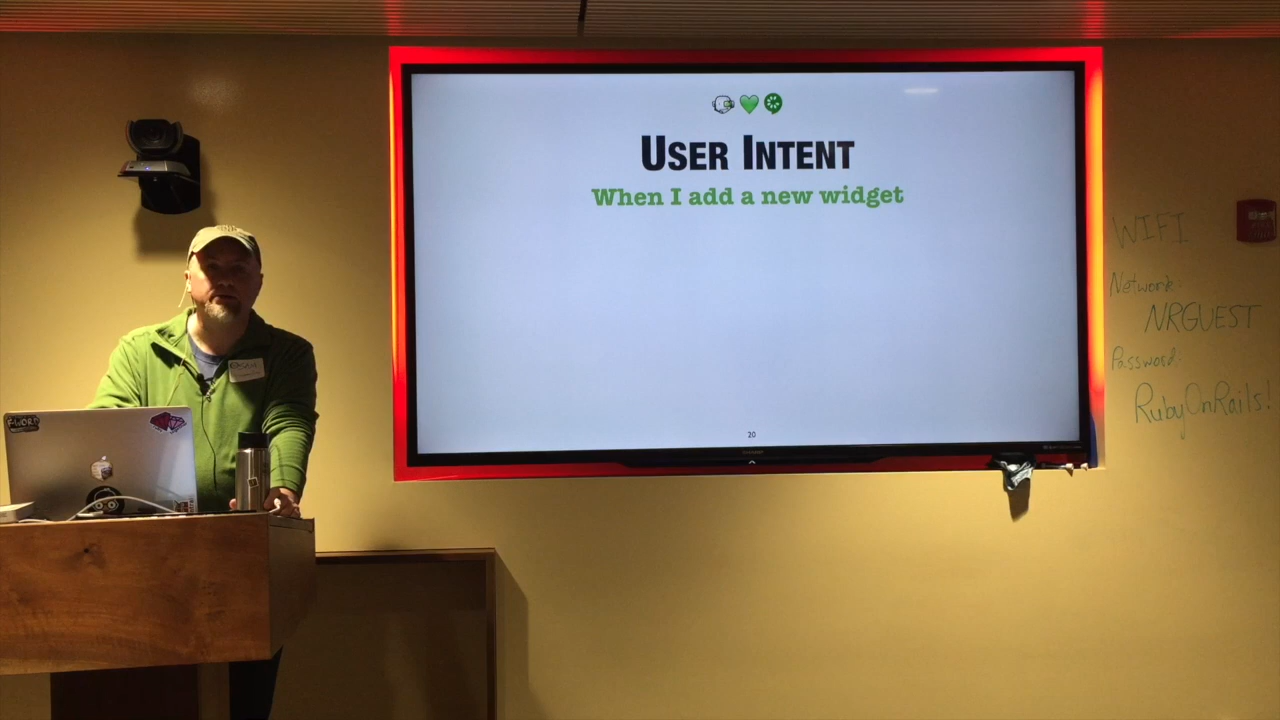 USER INTENT
When I add a new widget
20
WIFI
Network:
NRGUEST
Password:
RubyOnRails!